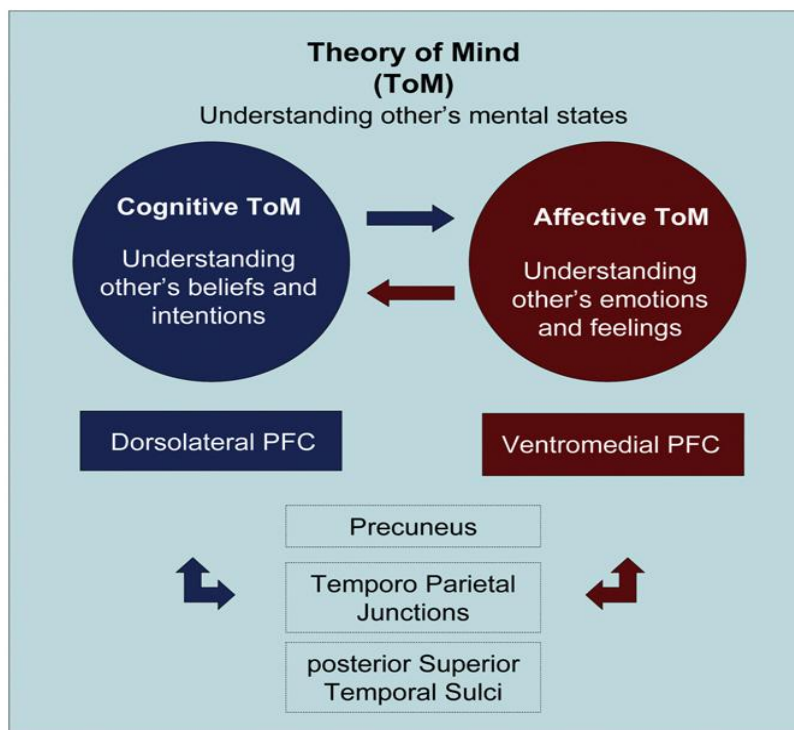 Theory of Mind
(ToM)
Understanding other's mental states
Cognitive ToM
Understanding
other's beliefs and
intentions
Affective ToM
Understanding
other's emotions
and feelings
Dorsolateral PFC
Ventromedial PFC
Precuneus
Temporo Parietal
Junctions
posterior Superior
Temporal Sulci